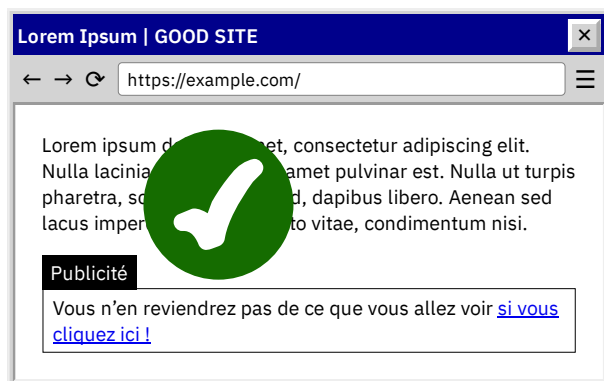 Lorem Ipsum | GOOD SITE
https://example.com/
Lorem ipsum d et, consectetur adipiscing elit.
Nulla lacinia amet pulvinar est. Nulla ut turpis
pharetra, sc d, dapibus libero. Aenean sed
lacus imper to vitae, condimentum nisi.
Publicité
Vous n’en reviendrez pas de ce que vous allez voir si vous
cliquez ici !